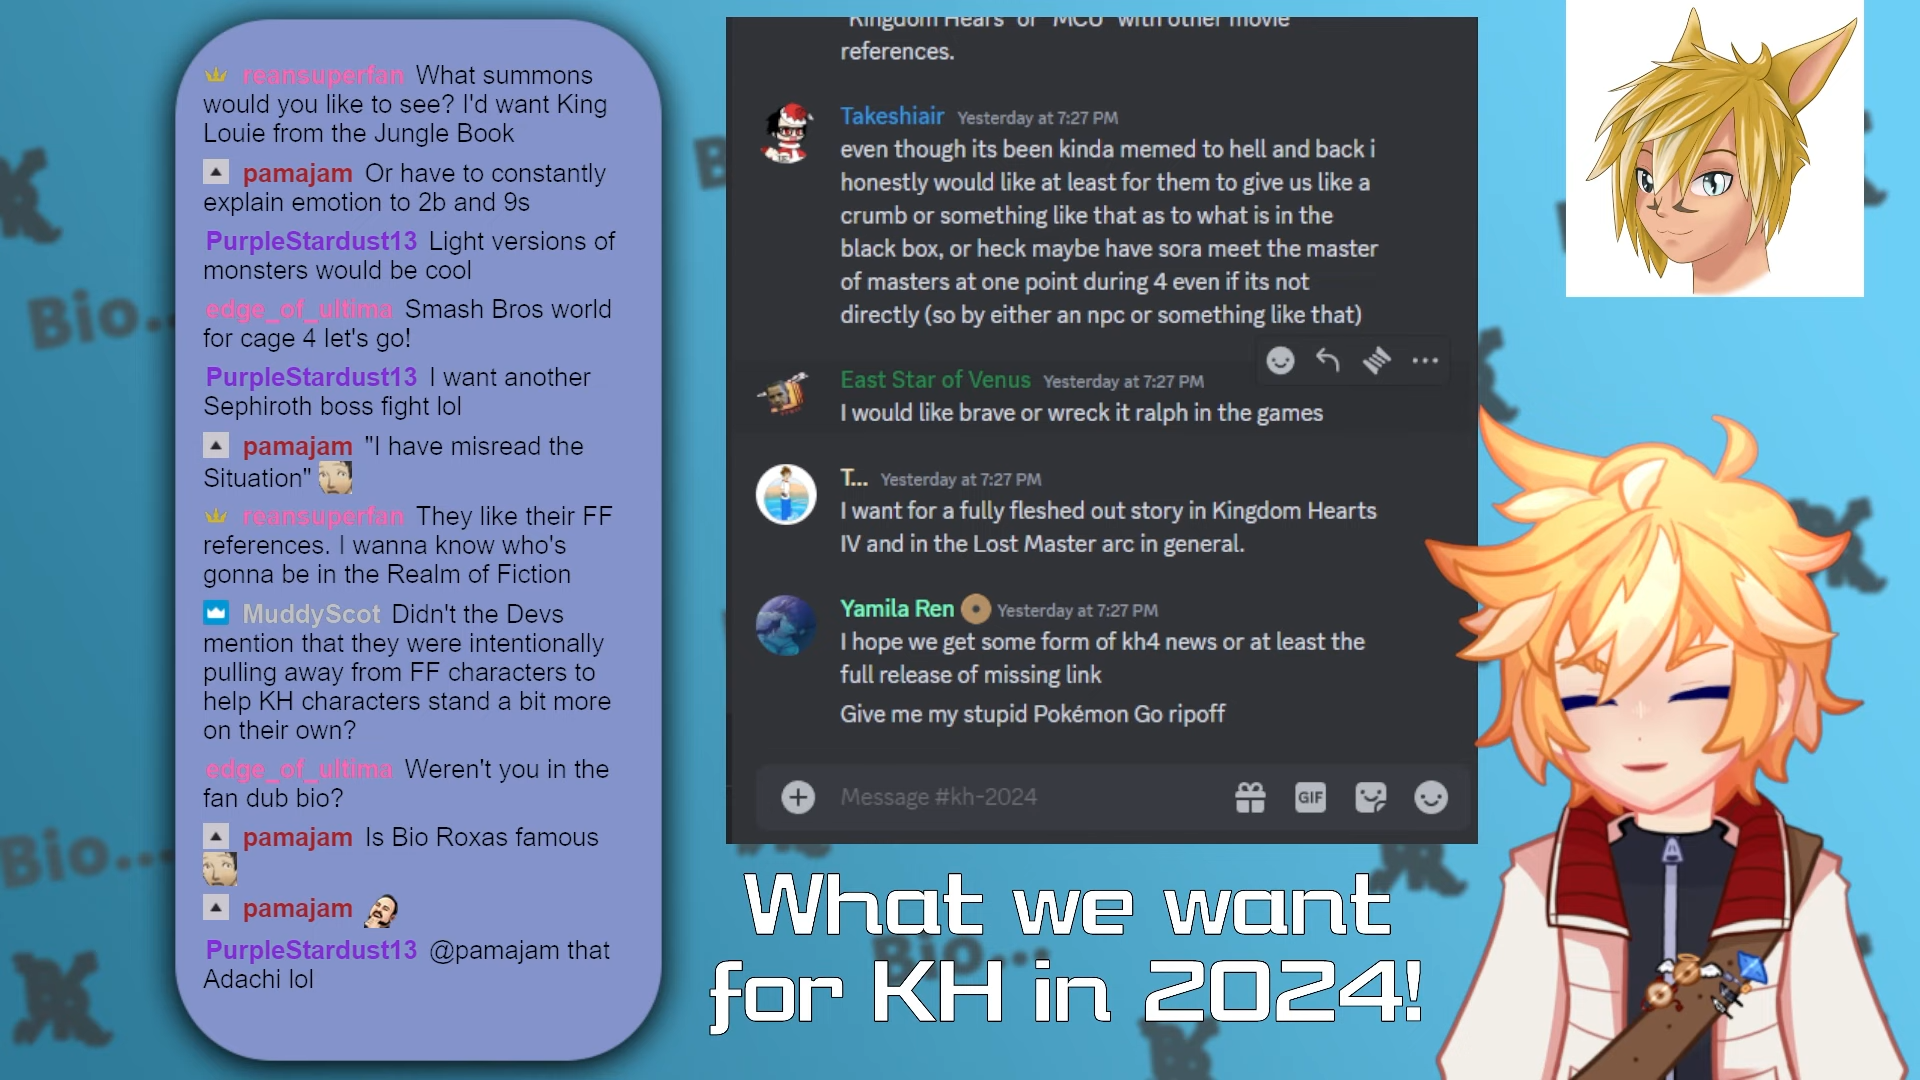 reansuperfan What summons
would you like to see? I'd want King
Louie from the Jungle Book
pamajam Or have to constantly
explain emotion to 2b and 9s
PurpleStardust13 Light versions of
monsters would be cool
edge_of_ultima Smash Bros world
for cage 4 let's go!
PurpleStardust13 I want another
Sephiroth boss fight lol
pamajam "I have misread the
Situation"
reansuperfan They like their FF
references. I wanna know who's
gonna be in the Realm of Fiction
MuddyScot Didn't the Devs
mention that they were intentionally
pulling away from FF characters to
help KH characters stand a bit more
on their own?
edge_of_ultima Weren't you in the
fan dub bio?
pamajam Is Bio Roxas famous
pamajam
PurpleStardust13 @pamajam that
Adachi lol
"Kingdom Hears" or "MCU" with other movie
references.
Takeshiair Yesterday at 7:27 PM
even though its been kinda memed to hell and back i
honestly would like at least for them to give us like a
crumb or something like that as to what is in the
black box, or heck maybe have sora meet the master
of masters at one point during 4 even if its not
directly (so by either an npc or something like that)
East Star of Venus Yesterday at 7:27 PM
I would like brave or wreck it ralph in the games
T... Yesterday at 7:27 PM
I want for a fully fleshed out story in Kingdom Hearts
IV and in the Lost Master arc in general.
Yamila Ren Yesterday at 7:27 PM
I hope we get some form of kh4 news or at least the
full release of missing link
Give me my stupid Pokémon Go ripoff
Message #kh-2024
GIF
What we want
for KH in 2024!
Bio...
Bio...
Bio...